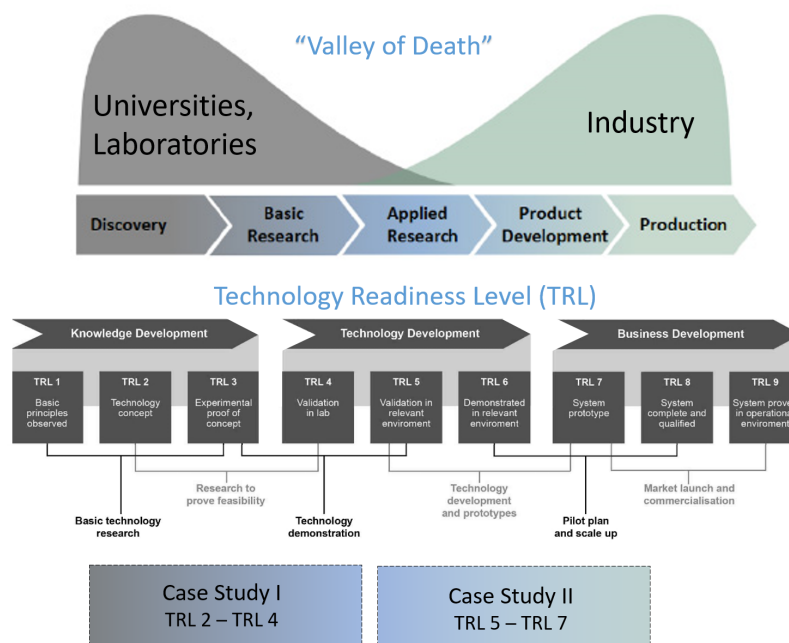 “Valley of Death”
Universities,
Laboratories
Industry
Discovery
Basic
Research
Applied
Research
Product
Development
Production
Technology Readiness Level (TRL)
Knowledge Development
Technology Development
Business Development
TRL 1
Basic
principles
observed
TRL 2
Technology
concept
TRL 3
Experimental
proof of
concept
TRL 4
Validation
in lab
TRL 5
Validation in
relevant
enviroment
TRL 6
Demonstrated
in relevant
enviroment
TRL 7
System
prototype
TRL 8
System
complete and
qualified
TRL 9
System prove
in operationa
enviroment
Research to
prove feasibility
Technology
development
and prototypes
Market launch and
commercialisation
Basic technology
research
Technology
demonstration
Pilot plan
and scale up
Case Study I
TRL 2 – TRL 4
Case Study II
TRL 5 – TRL 7